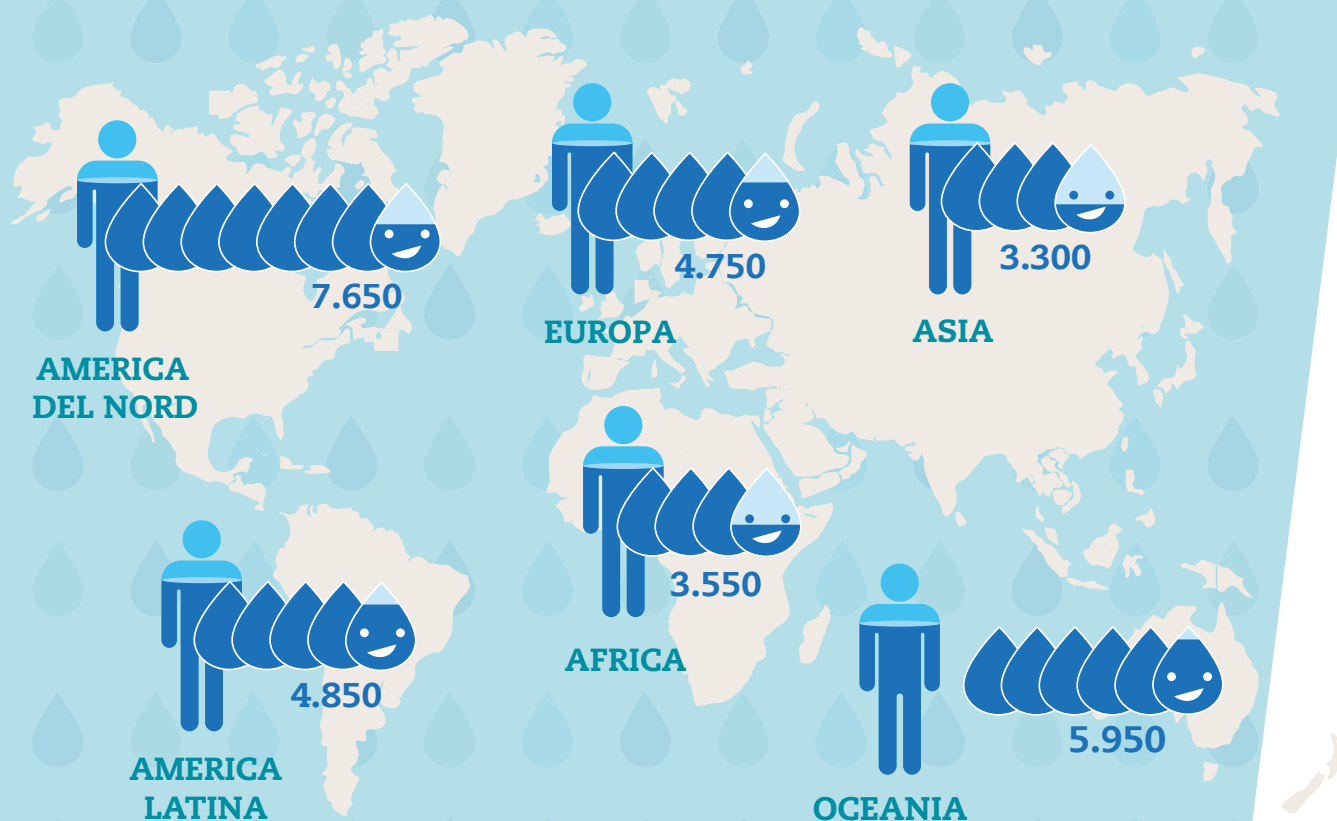 7.650
AMERICA
DEL NORD
4.750
EUROPA
3.300
ASIA
4.850
AMERICA
LATINA
3.550
AFRICA
5.950
OCEANIA